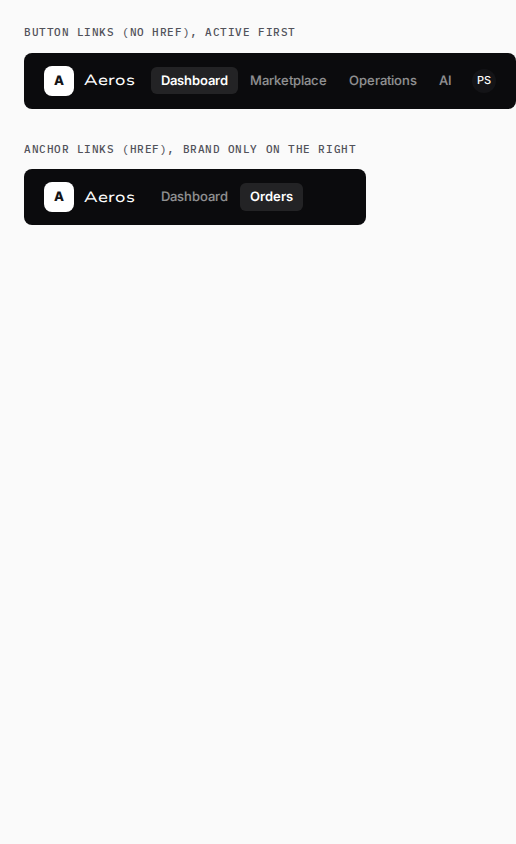 BUTTON LINKS (NO HREF), ACTIVE FIRST
A Aeros Dashboard Marketplace Operations AI PS
ANCHOR LINKS (HREF), BRAND ONLY ON THE RIGHT
A Aeros Dashboard Orders